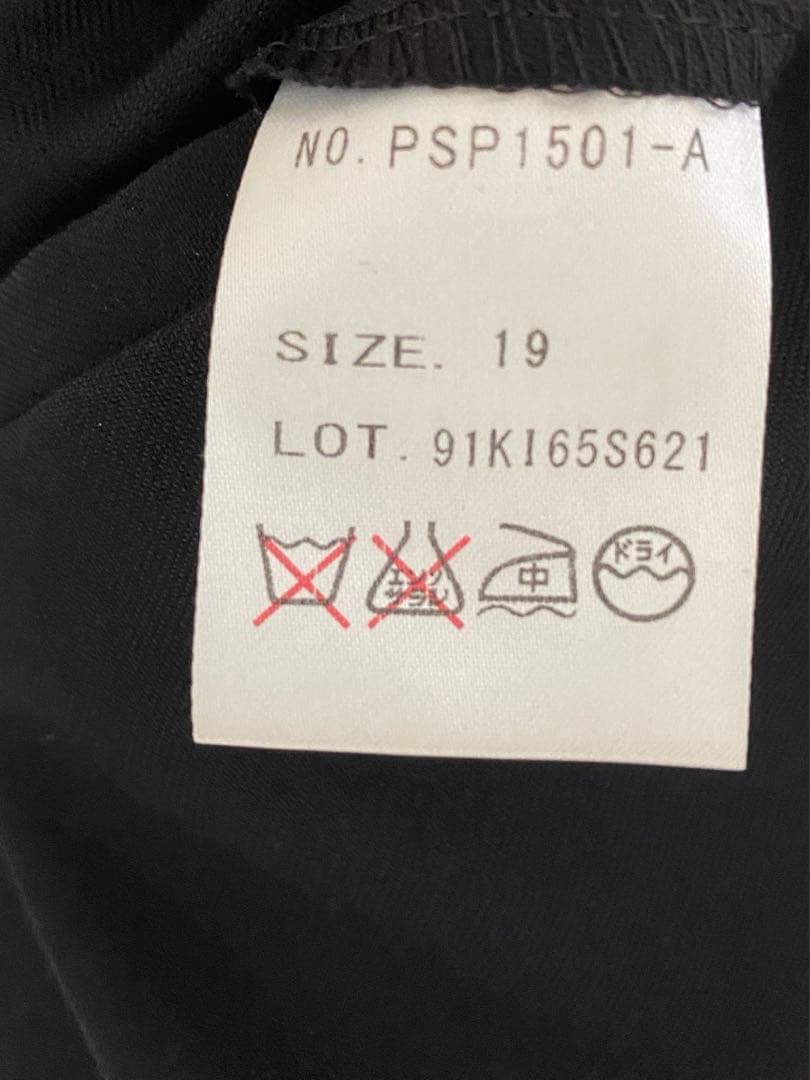 NO. PSP1501-A
SIZE. 19
LOT. 91KI65S621
エンソ
サラシ
中
ドライ